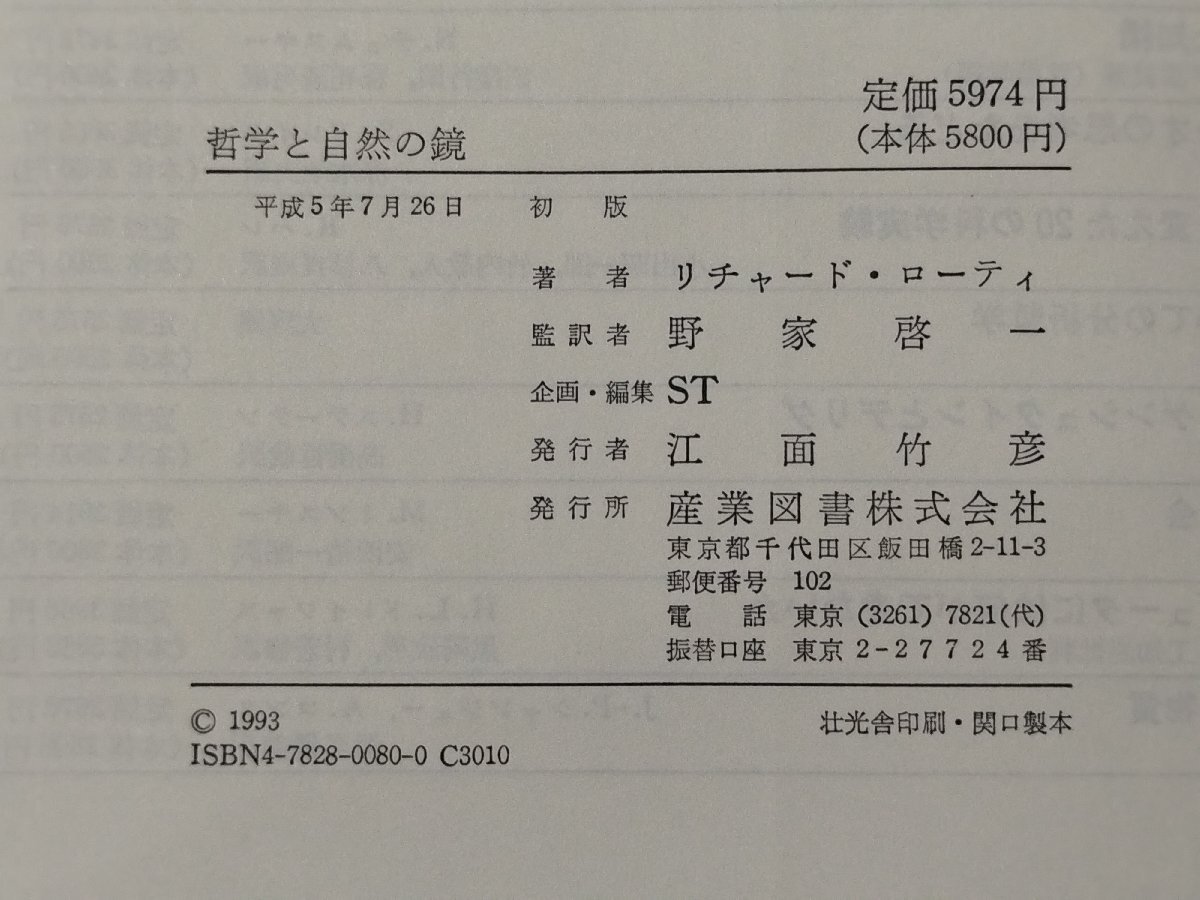 定価 5974 円
(本体 5800 円)
哲学と自然の鏡
平成 5 年 7 月 26 日 初版
著者 リチャード・ローティ
監訳者 野家啓一
企画・編集 ST
発行者 江面竹彦
発行所 産業図書株式会社
東京都千代田区飯田橋 2-11-3
郵便番号 102
電話 東京 (3261) 7821(代)
振替口座 東京 2-27724 番
© 1993
壮光舎印刷・関口製本
ISBN4-7828-0080-0 C3010